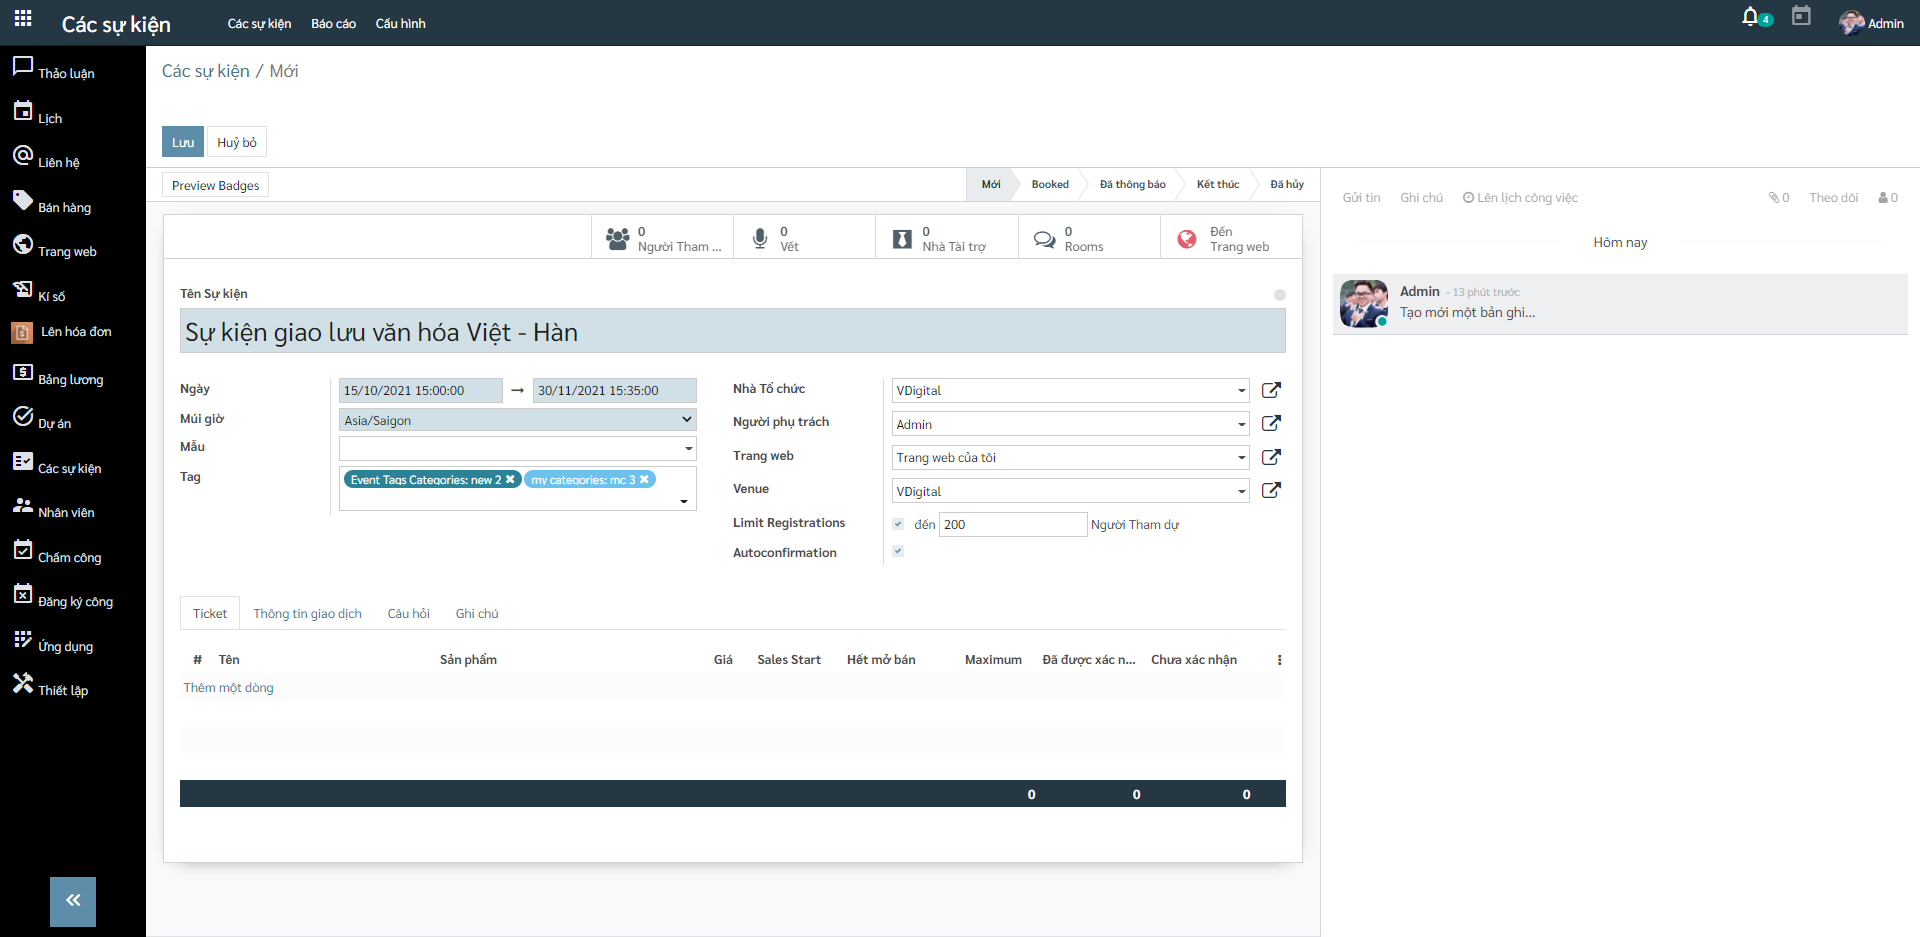 Các sự kiện
Các sự kiện Báo cáo Cấu hình
4
Admin
Thảo luận
Lịch
Liên hệ
Bán hàng
Trang web
Kí số
Lên hóa đơn
Bảng lương
Dự án
Các sự kiện
Nhân viên
Chấm công
Đăng ký công
Ứng dụng
Thiết lập
Các sự kiện / Mới
Lưu Huỷ bỏ
Preview Badges
Mới Booked Đã thông báo Kết thúc Đã hủy
0 Người Tham ...
0 Vết
0 Nhà Tài trợ
0 Rooms
Đến Trang web
Tên Sự kiện
Sự kiện giao lưu văn hóa Việt - Hàn
Ngày 15/10/2021 15:00:00 → 30/11/2021 15:35:00
Múi giờ Asia/Saigon
Mẫu
Tag Event Tags Categories: new 2 ✖ my categories: mc 3 ✖
Nhà Tổ chức VDigital
Người phụ trách Admin
Trang web Trang web của tôi
Venue VDigital
Limit Registrations đến 200 Người Tham dự
Autoconfirmation
Ticket Thông tin giao dịch Câu hỏi Ghi chú
# Tên Sản phẩm Giá Sales Start Hết mở bán Maximum Đã được xác n... Chưa xác nhận
Thêm một dòng
0 0 0
Gửi tin Ghi chú Lên lịch công việc 0 Theo dõi 0
Hôm nay
Admin - 13 phút trước
Tạo mới một bản ghi...